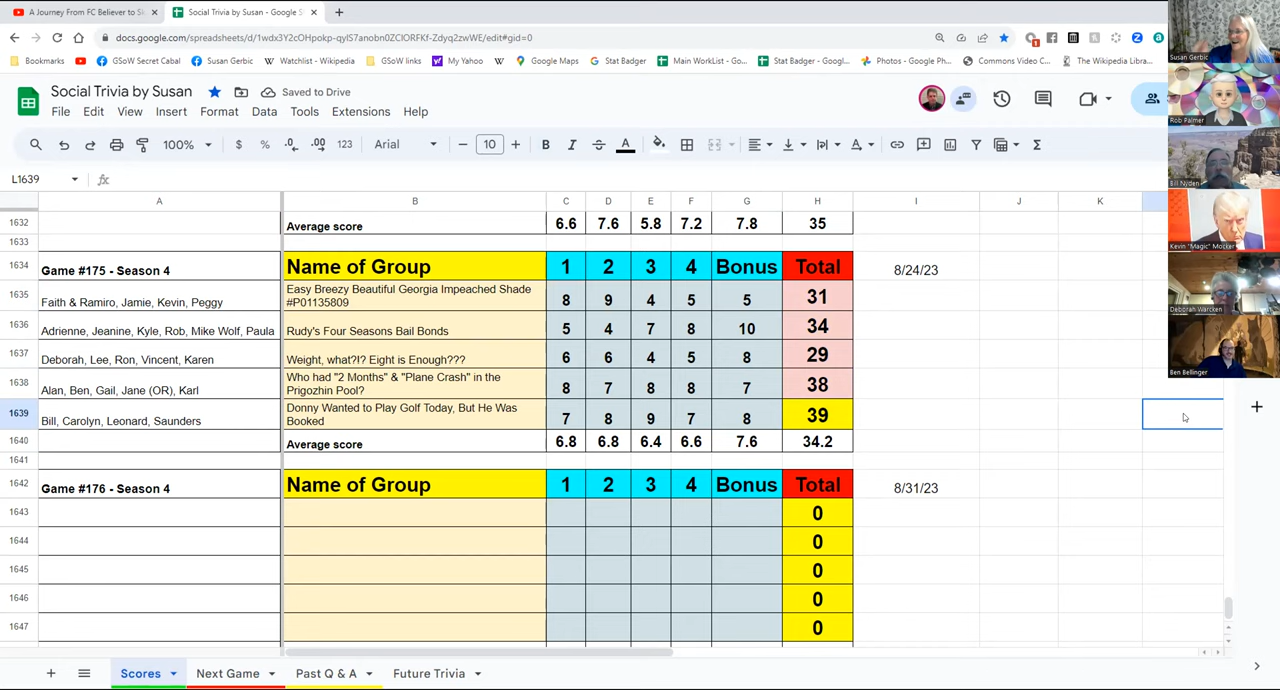 A Journey From FC Believer to Sk
Social Trivia by Susan - Google S
docs.google.com/spreadsheets/d/1wdx3Y2cOHpokp-qylS7anobn0ZClORFKf-Zdyq2zwWE/edit#gid=0
Bookmarks
GSoW Secret Cabal
Susan Gerbic
Watchlist - Wikipedia
GSoW links
My Yahoo
Google Maps
Stat Badger
Main WorkList - Go...
Stat Badger - Googl...
Photos - Google Ph...
Commons Video C...
The Wikipedia Libra...
Social Trivia by Susan
Saved to Drive
File Edit View Insert Format Data Tools Extensions Help
100% $ % .0 .00 123 Arial 10 B I A
L1639 fx
A B C D E F G H I J K
1632 Average score 6.6 7.6 5.8 7.2 7.8 35
1633
1634 Game #175 - Season 4 Name of Group 1 2 3 4 Bonus Total 8/24/23
1635 Faith & Ramiro, Jamie, Kevin, Peggy Easy Breezy Beautiful Georgia Impeached Shade
#P01135809 8 9 4 5 5 31
1636 Adrienne, Jeanine, Kyle, Rob, Mike Wolf, Paula Rudy's Four Seasons Bail Bonds 5 4 7 8 10 34
1637 Deborah, Lee, Ron, Vincent, Karen Weight, what?!? Eight is Enough??? 6 6 4 5 8 29
1638 Alan, Ben, Gail, Jane (OR), Karl Who had "2 Months" & "Plane Crash" in the
Prigozhin Pool? 8 7 8 8 7 38
1639 Bill, Carolyn, Leonard, Saunders Donny Wanted to Play Golf Today, But He Was
Booked 7 8 9 7 8 39
1640 Average score 6.8 6.8 6.4 6.6 7.6 34.2
1641
1642 Game #176 - Season 4 Name of Group 1 2 3 4 Bonus Total 8/31/23
1643 0
1644 0
1645 0
1646 0
1647 0
Scores
Next Game
Past Q & A
Future Trivia
Susan Gerbic
Rob Palmer
Bill Nyden
Kevin "Magic" Mocker
Deborah Warcken
Ben Bellinger